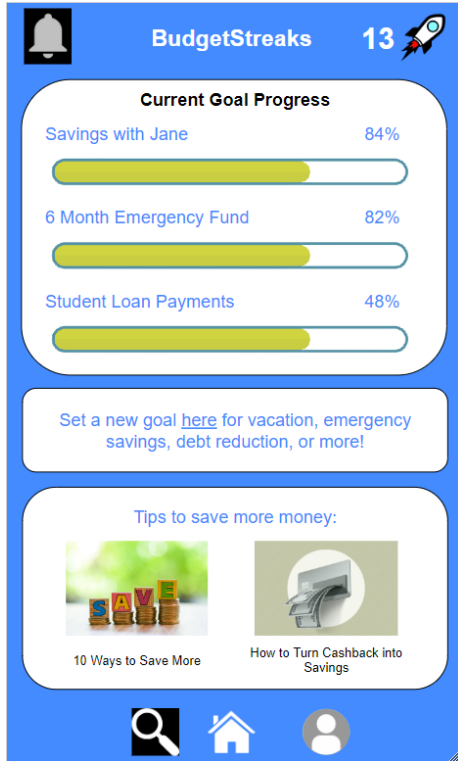 BudgetStreaks 13
Current Goal Progress
Savings with Jane 84%
6 Month Emergency Fund 82%
Student Loan Payments 48%
Set a new goal here for vacation, emergency
savings, debt reduction, or more!
Tips to save more money:
SAVE
10 Ways to Save More
How to Turn Cashback into
Savings